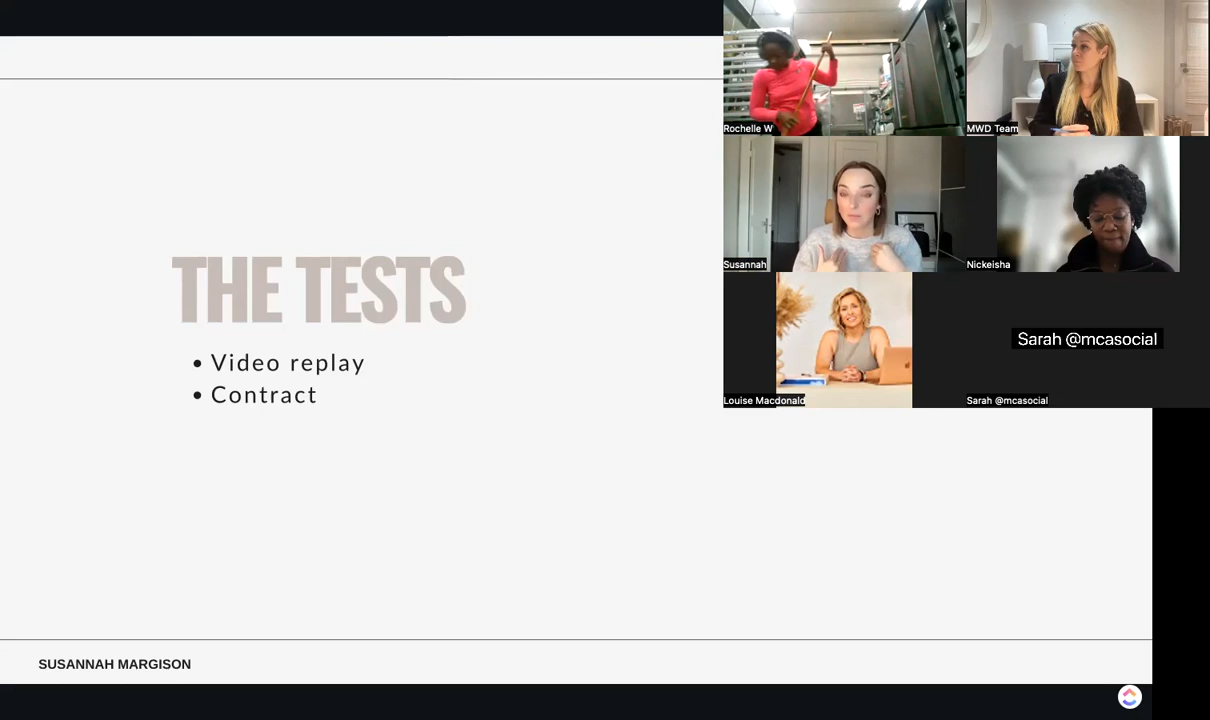 THE TESTS
• Video replay
• Contract
SUSANNAH MARGISON
Rochelle W
MWD Team
Susannah
Nickeisha
Louise Macdonald
Sarah @mcasocial
Sarah @mcasocial